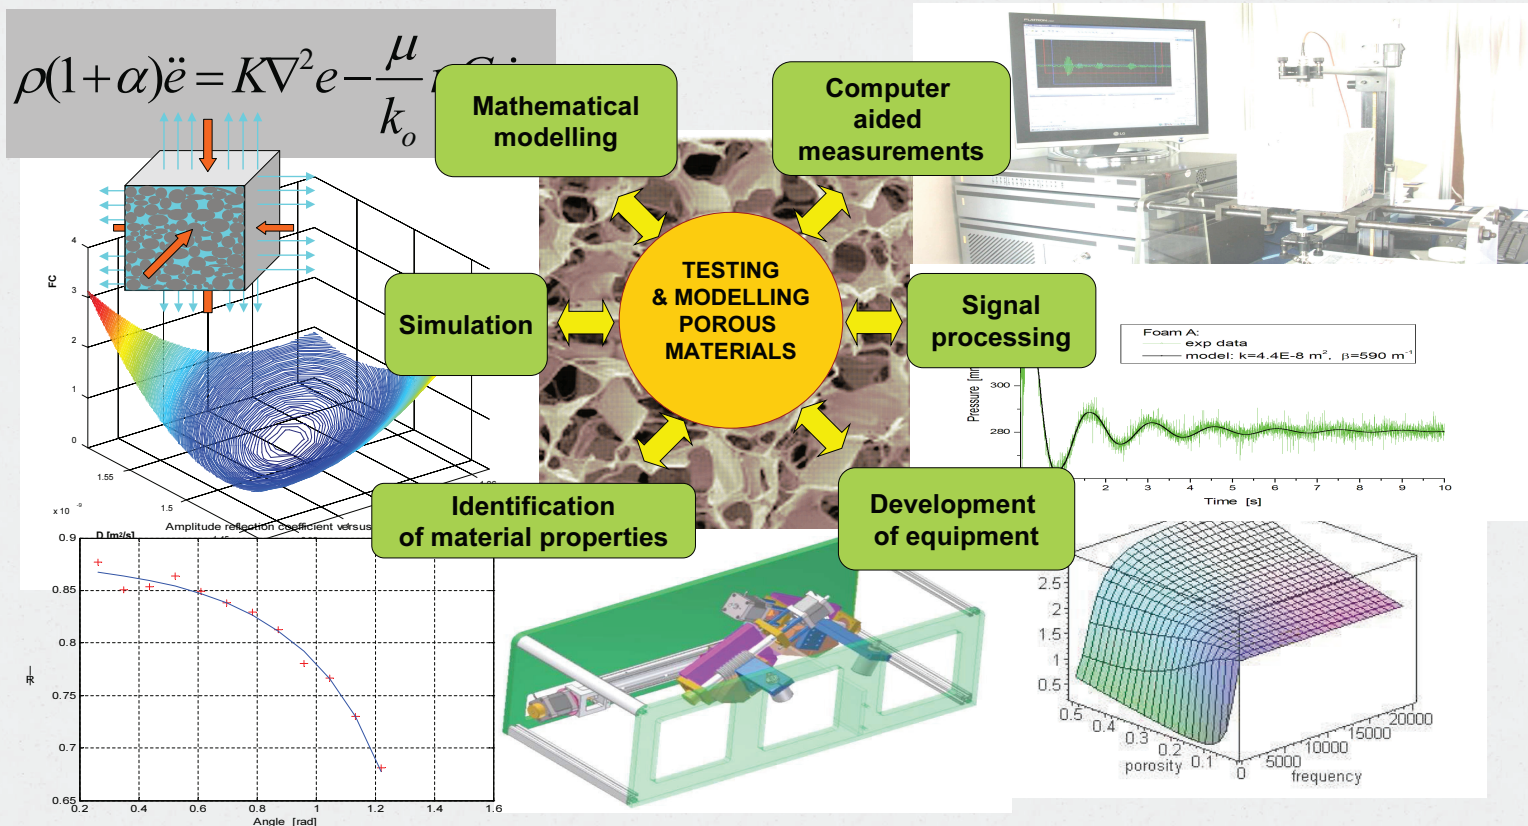 ρ(1+α)ë = K∇²e − μ/kₒ
Mathematical
modelling
Computer
aided
measurements
TESTING
& MODELLING
POROUS
MATERIALS
Simulation
Signal
processing
Identification
of material properties
Development
of equipment
4
3
2
1
0
FC
1.55
1.5
x 10 -9
D [m²/s]
Amplitude reflection coefficient versus
0.9
0.85
0.8
0.75
0.7
0.65
0.2
0.4
0.6
0.8
1
1.2
1.4
1.6
Angle [rad]
|R|
Foam A:
exp data
model: k=4.4E-8 m², β=590 m⁻¹
Pressure
300
280
2
3
4
5
6
7
8
9
10
Time [s]
2.5
2
1.5
1
0.5
0.5
0.4
0.3
0.2
0.1
porosity
0
5000
10000
15000
20000
frequency